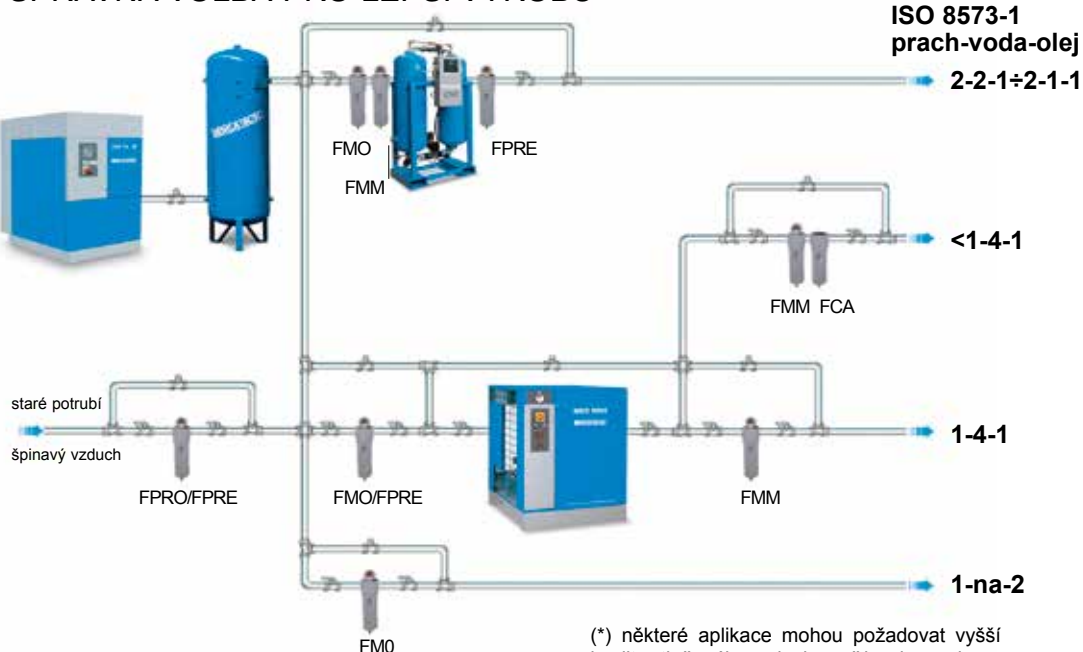 ISO 8573-1
prach-voda-olej
2-2-1÷2-1-1
FMO
FPRE
FMM
<1-4-1
FMM FCA
staré potrubí
špinavý vzduch
1-4-1
FPRO/FPRE
FMO/FPRE
FMM
1-na-2
FM0
(*) některé aplikace mohou požadovat vyšší